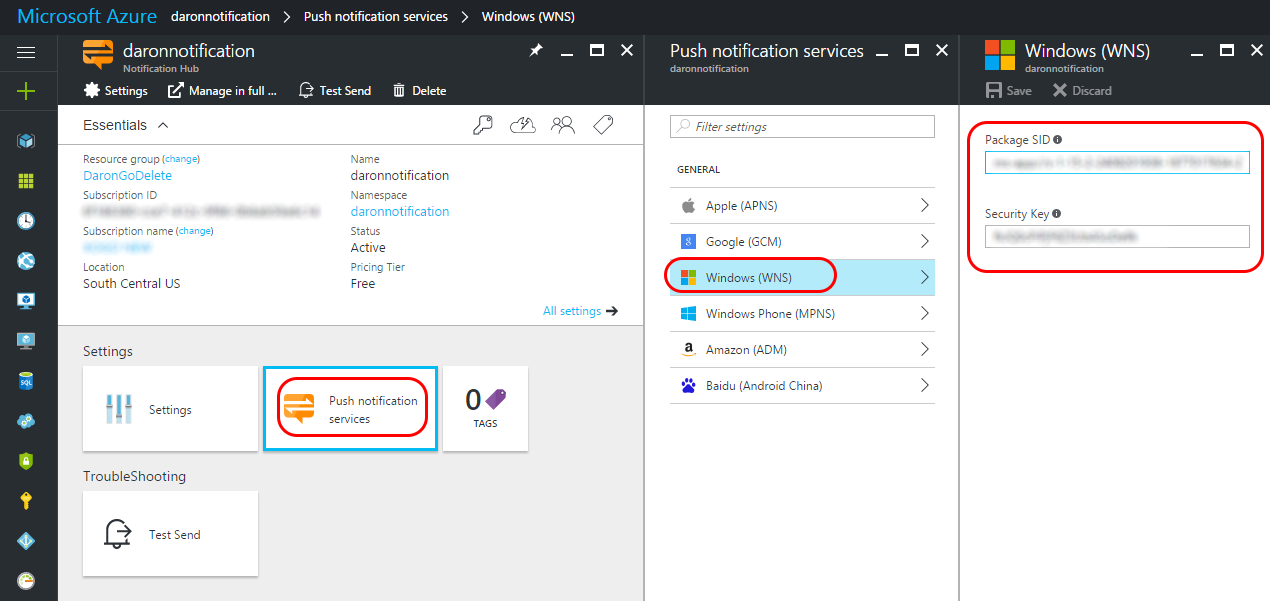 Microsoft Azure daronnotification > Push notification services > Windows (WNS)
daronnotification
Notification Hub
Settings Manage in full ... Test Send Delete
Essentials
Resource group (change)
DaronGoDelete
Subscription ID
Subscription name (change)
Location
South Central US
Name
daronnotification
Namespace
daronnotification
Status
Active
Pricing Tier
Free
All settings
Settings
Settings
Push notification
services
0
TAGS
TroubleShooting
Test Send
Push notification services
daronnotification
Filter settings
GENERAL
Apple (APNS)
Google (GCM)
Windows (WNS)
Windows Phone (MPNS)
Amazon (ADM)
Baidu (Android China)
Windows (WNS)
daronnotification
Save Discard
Package SID
Security Key